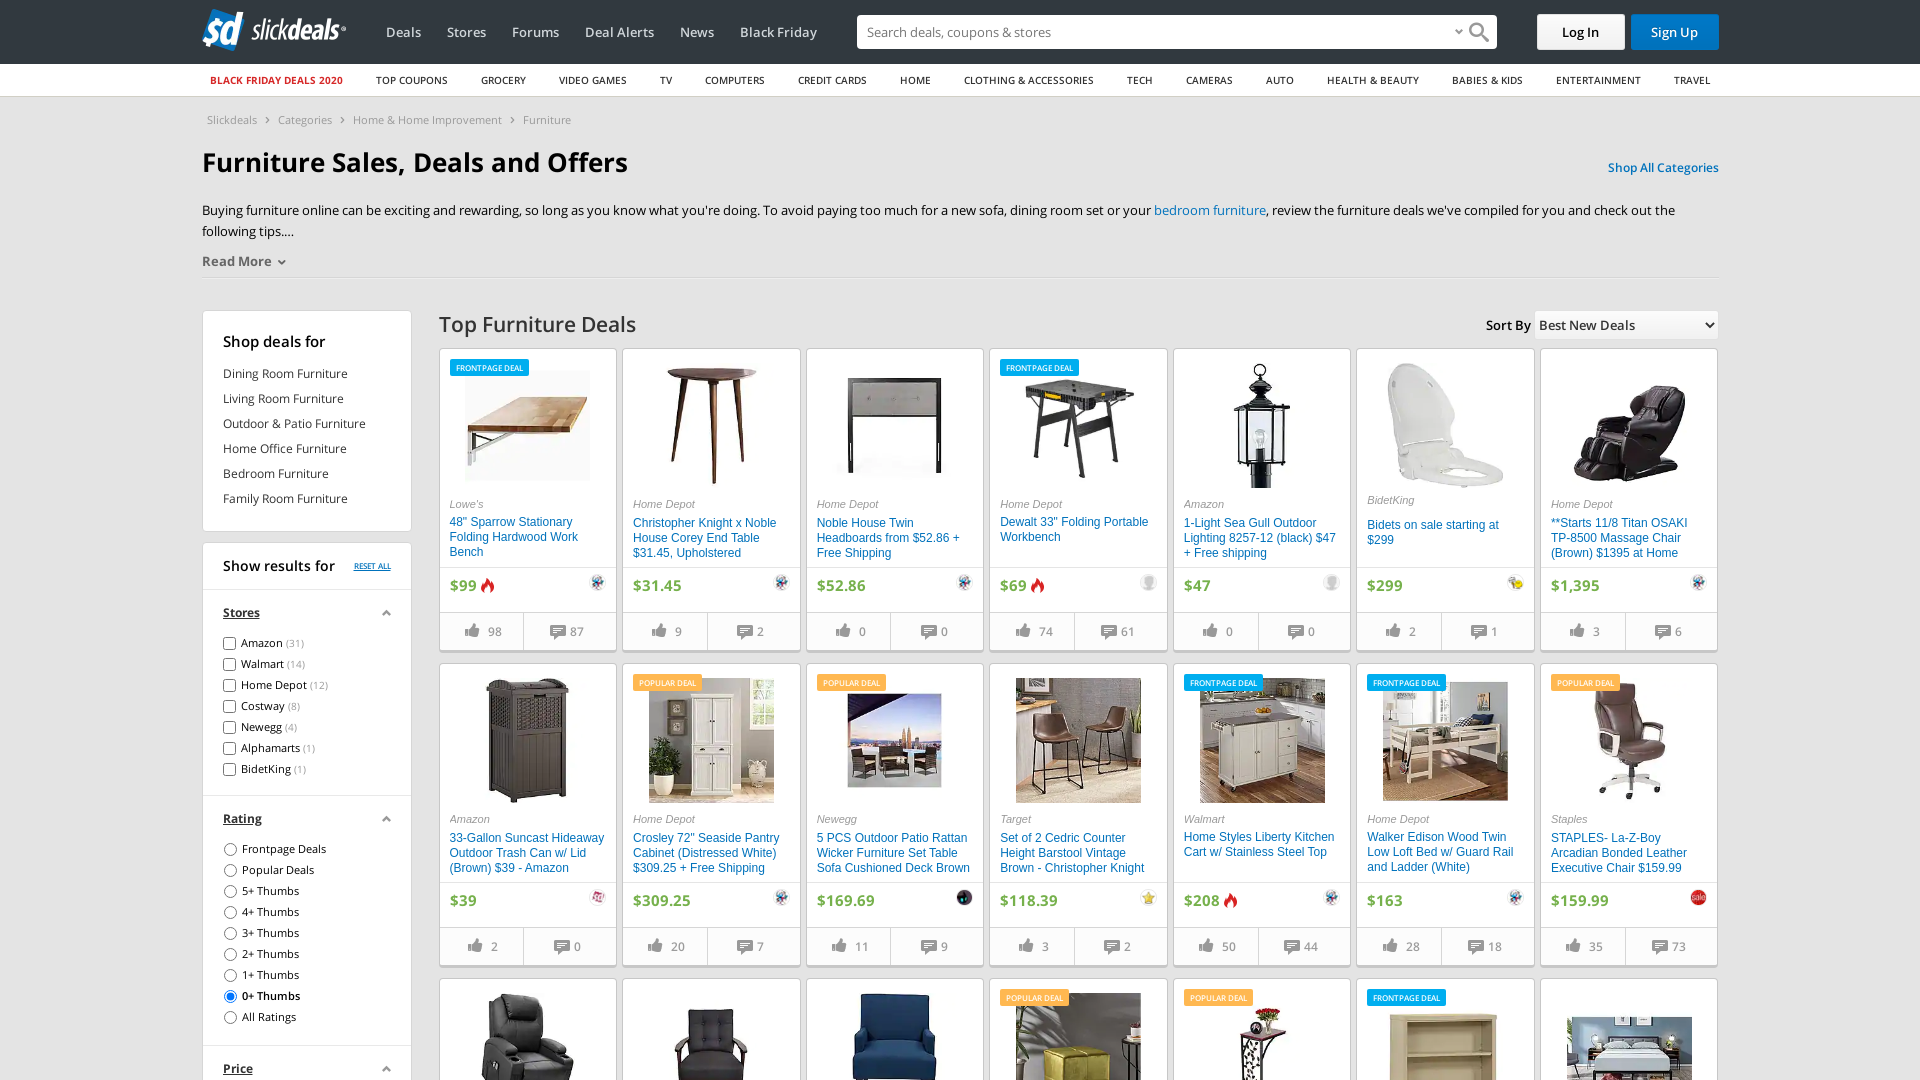 slickdeals
Deals
Stores
Forums
Deal Alerts
News
Black Friday
Search deals, coupons & stores
Log In
Sign Up
BLACK FRIDAY DEALS 2020
TOP COUPONS
GROCERY
VIDEO GAMES
TV
COMPUTERS
CREDIT CARDS
HOME
CLOTHING & ACCESSORIES
TECH
CAMERAS
AUTO
HEALTH & BEAUTY
BABIES & KIDS
ENTERTAINMENT
TRAVEL
Slickdeals > Categories > Home & Home Improvement > Furniture
Furniture Sales, Deals and Offers
Shop All Categories
Buying furniture online can be exciting and rewarding, so long as you know what you're doing. To avoid paying too much for a new sofa, dining room set or your bedroom furniture, review the furniture deals we've compiled for you and check out the
following tips....
Read More
Shop deals for
Dining Room Furniture
Living Room Furniture
Outdoor & Patio Furniture
Home Office Furniture
Bedroom Furniture
Family Room Furniture
Show results for
RESET ALL
Stores
Amazon (31)
Walmart (14)
Home Depot (12)
Costway (8)
Newegg (4)
Alphamarts (1)
BidetKing (1)
Rating
Frontpage Deals
Popular Deals
5+ Thumbs
4+ Thumbs
3+ Thumbs
2+ Thumbs
1+ Thumbs
0+ Thumbs
All Ratings
Price
Top Furniture Deals
Sort By
Best New Deals
FRONTPAGE DEAL
Lowe's
48" Sparrow Stationary
Folding Hardwood Work
Bench
$99
98
87
Home Depot
Christopher Knight x Noble
House Corey End Table
$31.45, Upholstered
$31.45
9
2
Home Depot
Noble House Twin
Headboards from $52.86 +
Free Shipping
$52.86
0
0
FRONTPAGE DEAL
Home Depot
Dewalt 33" Folding Portable
Workbench
$69
74
61
Amazon
1-Light Sea Gull Outdoor
Lighting 8257-12 (black) $47
+ Free shipping
$47
0
0
BidetKing
Bidets on sale starting at
$299
$299
2
1
Home Depot
**Starts 11/8 Titan OSAKI
TP-8500 Massage Chair
(Brown) $1395 at Home
$1,395
3
6
Amazon
33-Gallon Suncast Hideaway
Outdoor Trash Can w/ Lid
(Brown) $39 - Amazon
$39
2
0
POPULAR DEAL
Home Depot
Crosley 72" Seaside Pantry
Cabinet (Distressed White)
$309.25 + Free Shipping
$309.25
20
7
POPULAR DEAL
Newegg
5 PCS Outdoor Patio Rattan
Wicker Furniture Set Table
Sofa Cushioned Deck Brown
$169.69
11
9
Target
Set of 2 Cedric Counter
Height Barstool Vintage
Brown - Christopher Knight
$118.39
3
2
FRONTPAGE DEAL
Walmart
Home Styles Liberty Kitchen
Cart w/ Stainless Steel Top
$208
50
44
FRONTPAGE DEAL
Home Depot
Walker Edison Wood Twin
Low Loft Bed w/ Guard Rail
and Ladder (White)
$163
28
18
POPULAR DEAL
Staples
STAPLES- La-Z-Boy
Arcadian Bonded Leather
Executive Chair $159.99
$159.99
sale
35
73
POPULAR DEAL
POPULAR DEAL
FRONTPAGE DEAL